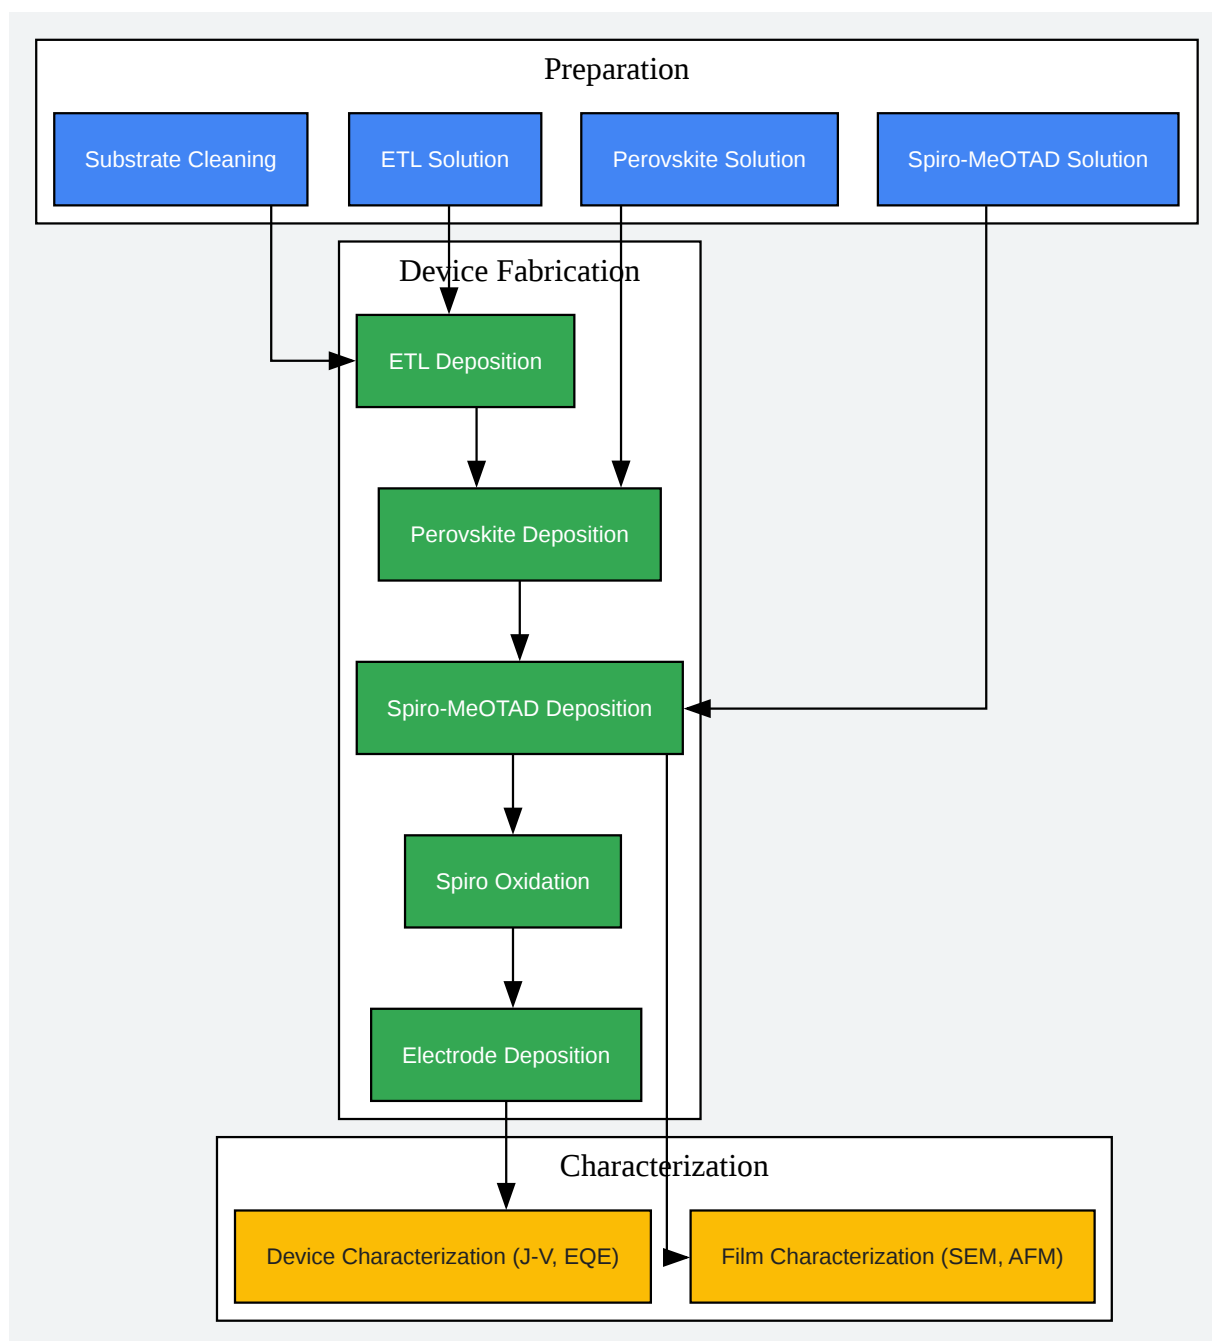 Preparation
Substrate Cleaning
ETL Solution
Perovskite Solution
Spiro-MeOTAD Solution
Device Fabrication
ETL Deposition
Perovskite Deposition
Spiro-MeOTAD Deposition
Spiro Oxidation
Electrode Deposition
Characterization
Device Characterization (J-V, EQE)
Film Characterization (SEM, AFM)